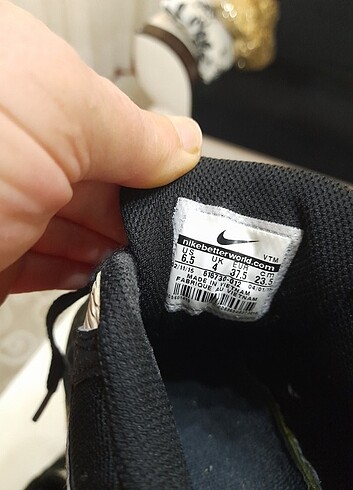 VTM
nikebetterworld.com
US UK EUR cm
6.5 4 37.5 23.5
MADE IN VIETNAM
FABRIQUE AU VIETNAM